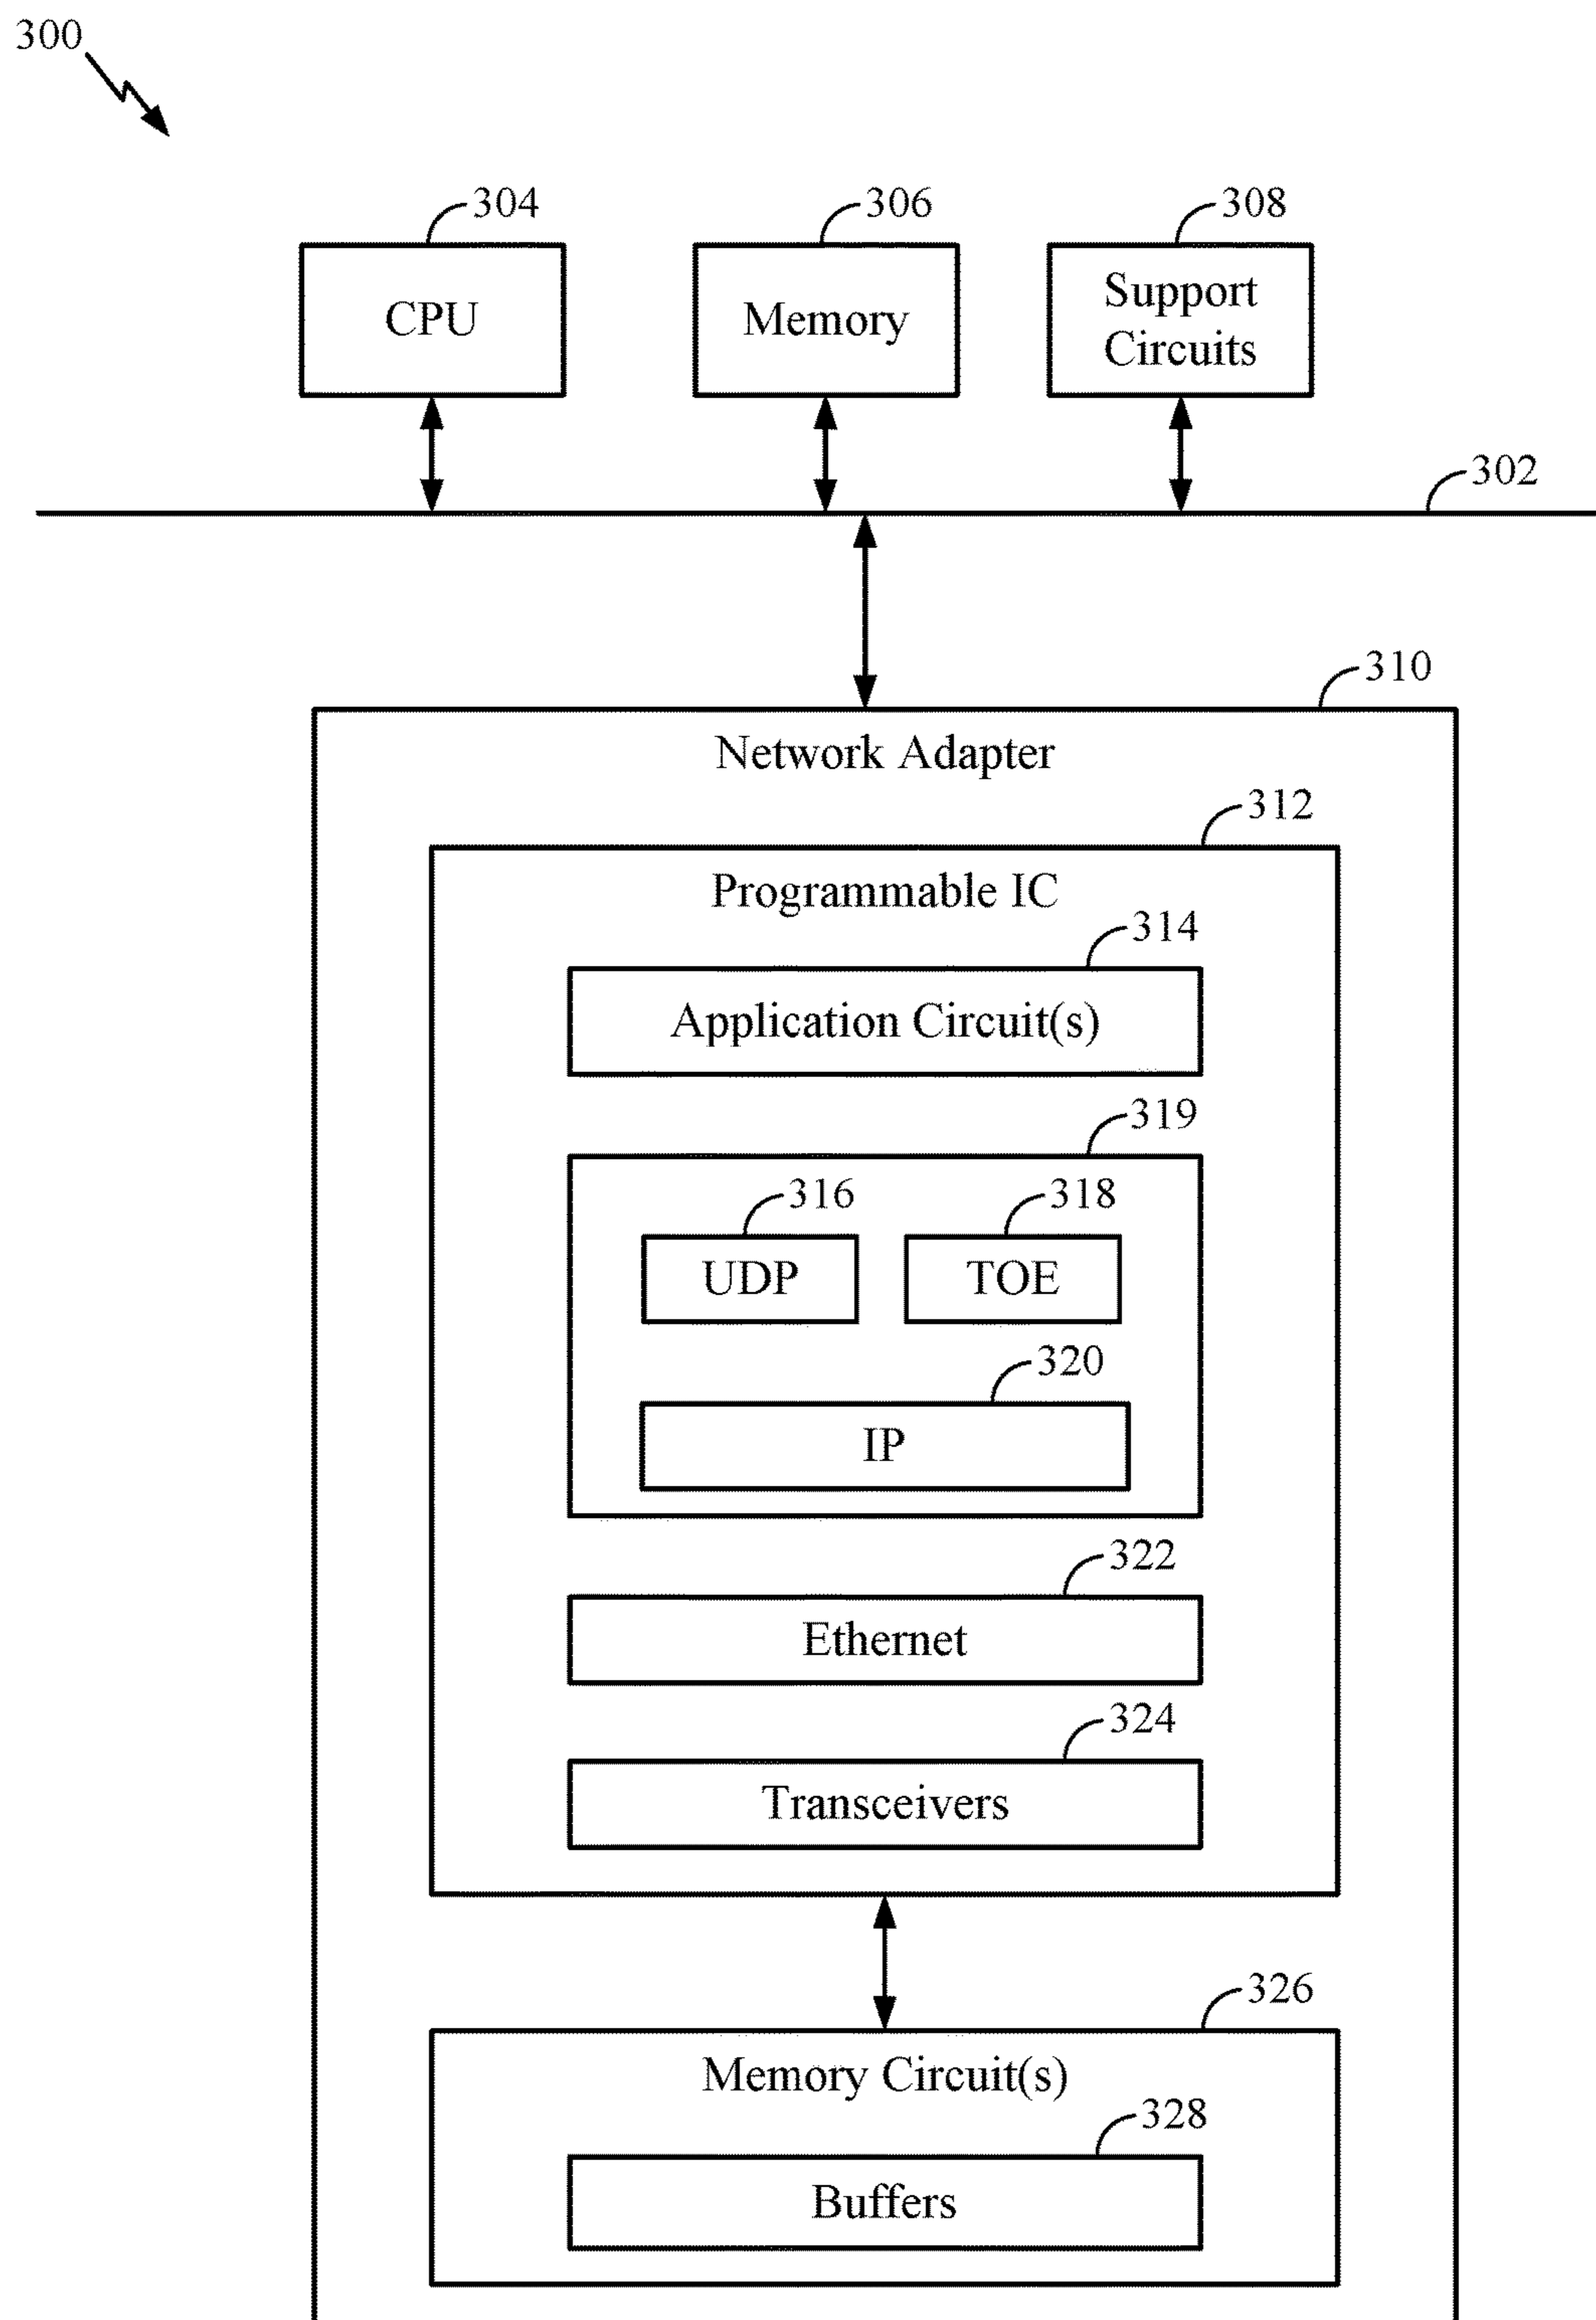 300
304
306
308
CPU
Memory
Support
Circuits
302
310
Network Adapter
312
Programmable IC
314
Application Circuit(s)
319
316
318
UDP
TOE
320
IP
322
Ethernet
324
Transceivers
326
Memory Circuit(s)
328
Buffers